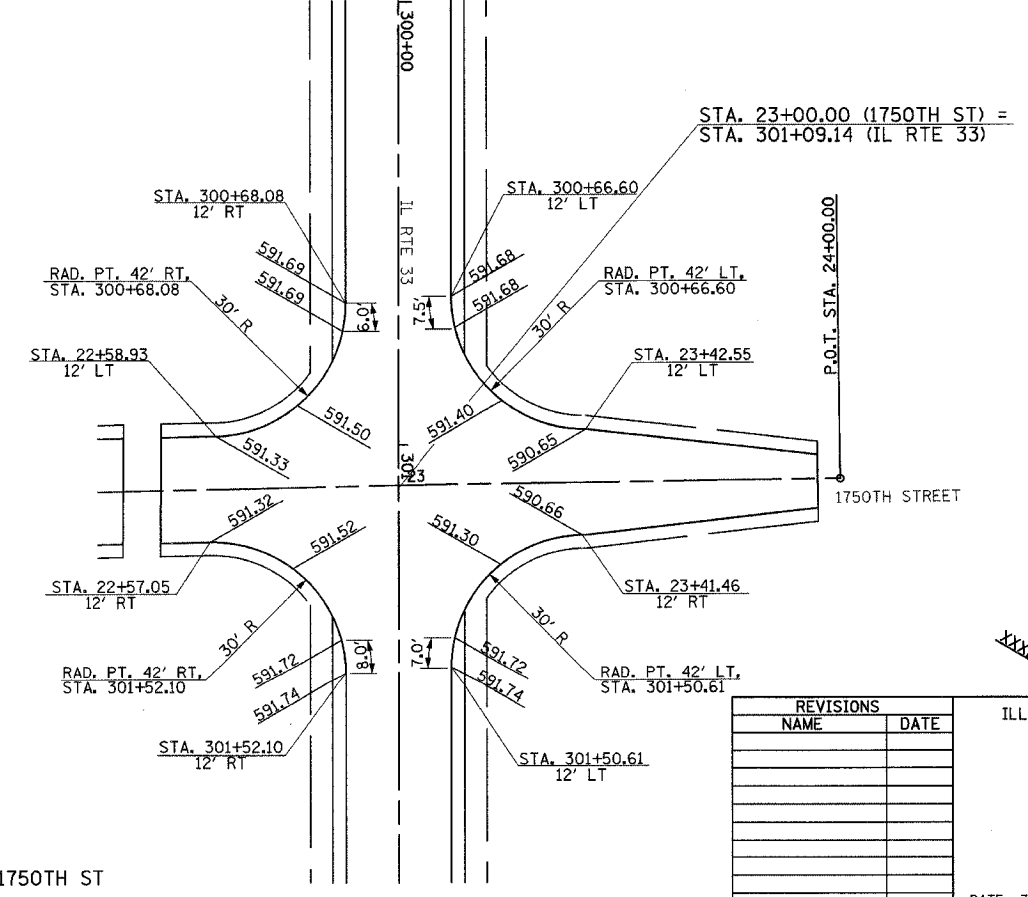 300+00
STA. 23+00.00 (1750TH ST) =
STA. 301+09.14 (IL RTE 33)
STA. 300+68.08
12' RT
STA. 300+66.60
12' LT
IL RTE 33
P.O.T. STA. 24+00.00
591.69
591.68
RAD. PT. 42' RT,
STA. 300+68.08
591.69
591.68
RAD. PT. 42' LT,
STA. 300+66.60
6.0'
7.5'
30' R
30' R
STA. 22+58.93
12' LT
STA. 23+42.55
12' LT
591.50
591.40
591.33
590.65
301
23
1750TH STREET
591.32
590.66
591.52
591.30
STA. 22+57.05
12' RT
STA. 23+41.46
12' RT
30' R
30' R
8.0'
7.0'
591.72
591.72
RAD. PT. 42' RT,
STA. 301+52.10
RAD. PT. 42' LT,
STA. 301+50.61
591.74
591.74
XXX
STA. 301+52.10
12' RT
STA. 301+50.61
12' LT
REVISIONS
NAME DATE
ILL
1750TH ST